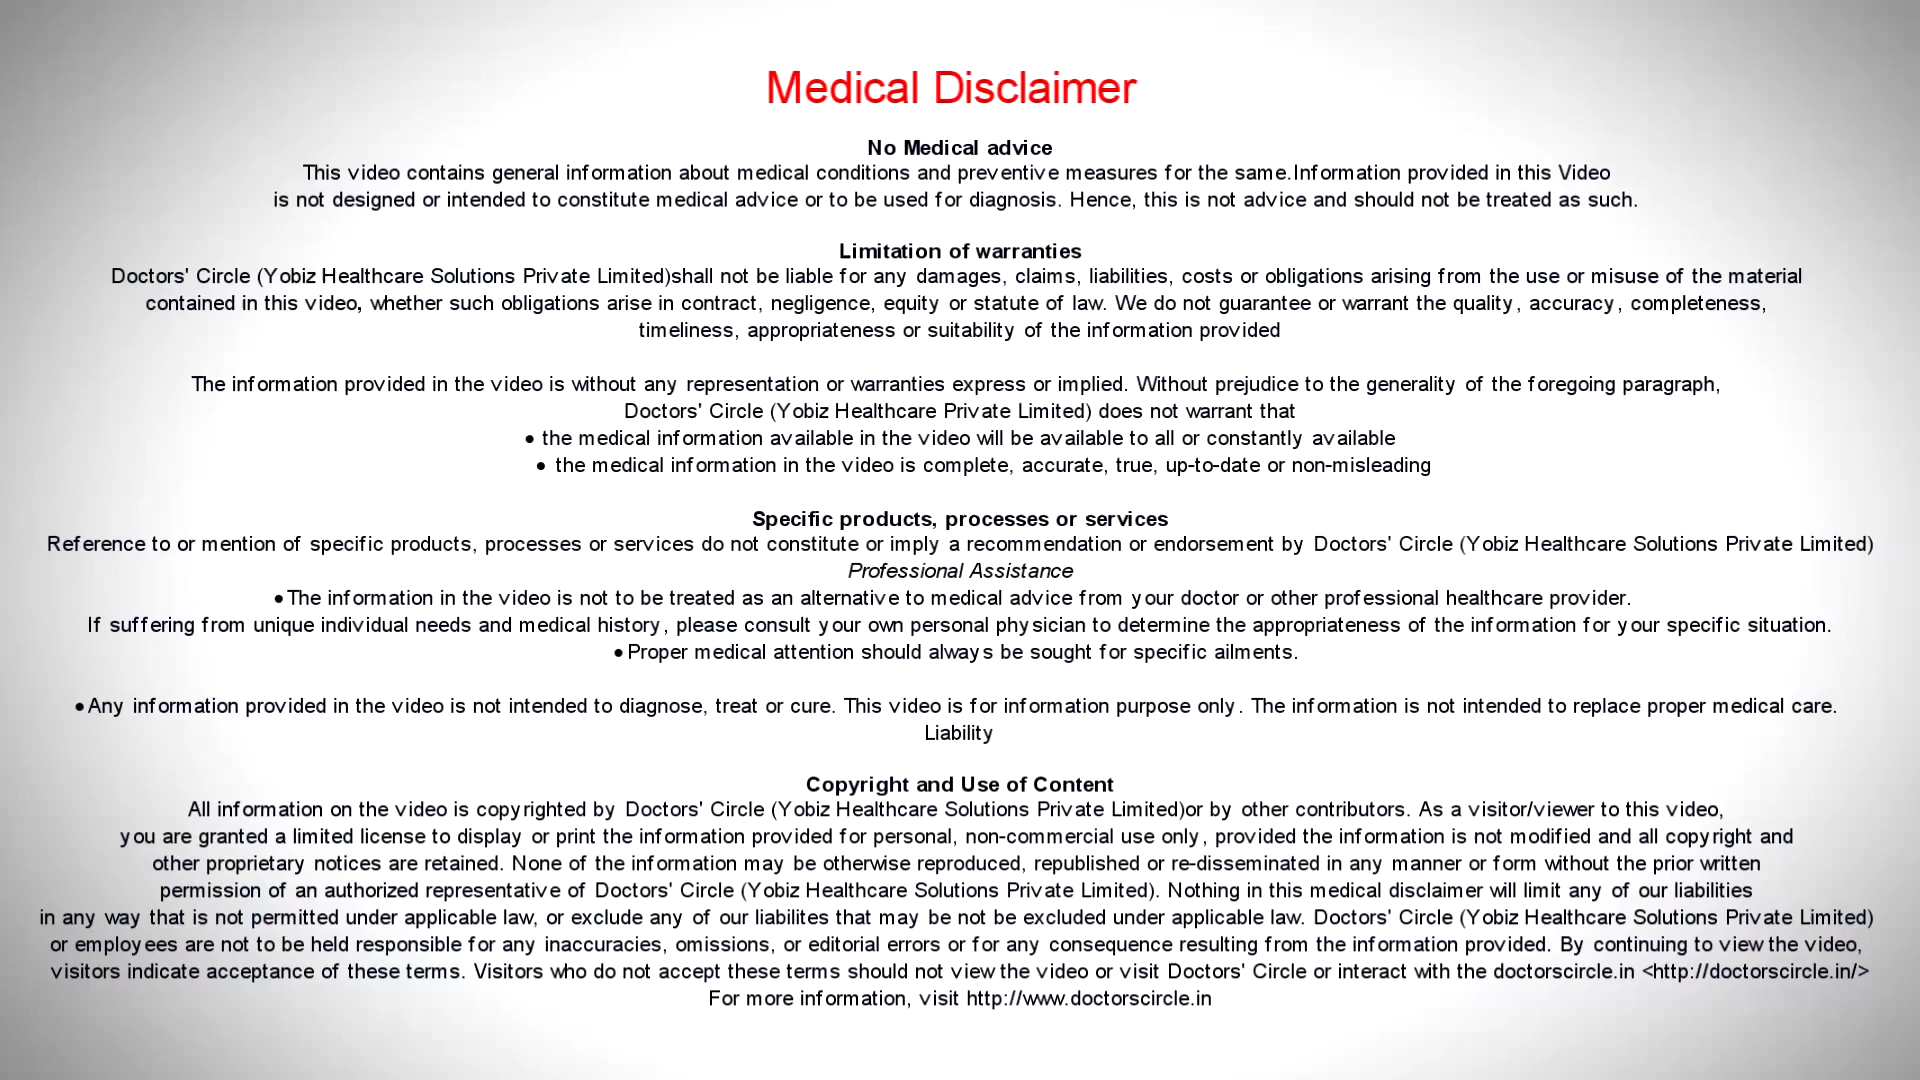 Medical Disclaimer
No Medical advice
This video contains general information about medical conditions and preventive measures for the same.Information provided in this Video
is not designed or intended to constitute medical advice or to be used for diagnosis. Hence, this is not advice and should not be treated as such.
Limitation of warranties
Doctors' Circle (Yobiz Healthcare Solutions Private Limited)shall not be liable for any damages, claims, liabilities, costs or obligations arising from the use or misuse of the material
contained in this video, whether such obligations arise in contract, negligence, equity or statute of law. We do not guarantee or warrant the quality, accuracy, completeness,
timeliness, appropriateness or suitability of the information provided
The information provided in the video is without any representation or warranties express or implied. Without prejudice to the generality of the foregoing paragraph,
Doctors' Circle (Yobiz Healthcare Private Limited) does not warrant that
• the medical information available in the video will be available to all or constantly available
• the medical information in the video is complete, accurate, true, up-to-date or non-misleading
Specific products, processes or services
Reference to or mention of specific products, processes or services do not constitute or imply a recommendation or endorsement by Doctors' Circle (Yobiz Healthcare Solutions Private Limited)
Professional Assistance
•The information in the video is not to be treated as an alternative to medical advice from your doctor or other professional healthcare provider.
If suffering from unique individual needs and medical history, please consult your own personal physician to determine the appropriateness of the information for your specific situation.
•Proper medical attention should always be sought for specific ailments.
•Any information provided in the video is not intended to diagnose, treat or cure. This video is for information purpose only. The information is not intended to replace proper medical care.
Liability
Copyright and Use of Content
All information on the video is copyrighted by Doctors' Circle (Yobiz Healthcare Solutions Private Limited)or by other contributors. As a visitor/viewer to this video,
you are granted a limited license to display or print the information provided for personal, non-commercial use only, provided the information is not modified and all copyright and
other proprietary notices are retained. None of the information may be otherwise reproduced, republished or re-disseminated in any manner or form without the prior written
permission of an authorized representative of Doctors' Circle (Yobiz Healthcare Solutions Private Limited). Nothing in this medical disclaimer will limit any of our liabilities
in any way that is not permitted under applicable law, or exclude any of our liabilites that may be not be excluded under applicable law. Doctors' Circle (Yobiz Healthcare Solutions Private Limited)
or employees are not to be held responsible for any inaccuracies, omissions, or editorial errors or for any consequence resulting from the information provided. By continuing to view the video,
visitors indicate acceptance of these terms. Visitors who do not accept these terms should not view the video or visit Doctors' Circle or interact with the doctorscircle.in <http://doctorscircle.in/>
For more information, visit http://www.doctorscircle.in